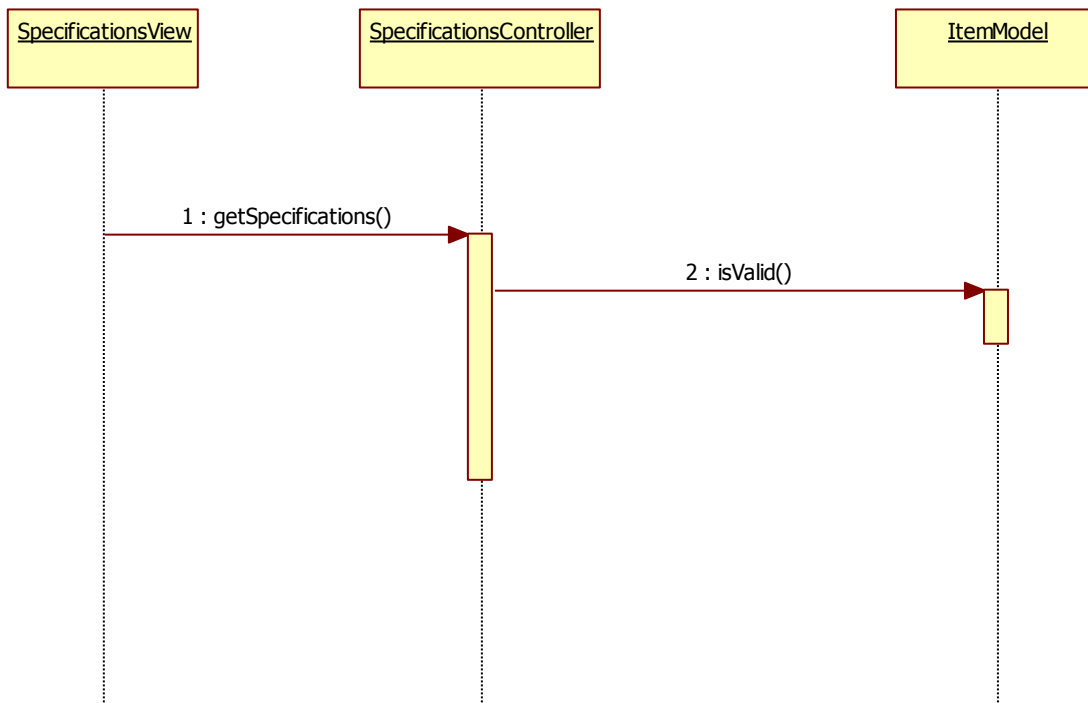 SpecificationsView
SpecificationsController
ItemModel
1 : getSpecifications()
2 : isValid()